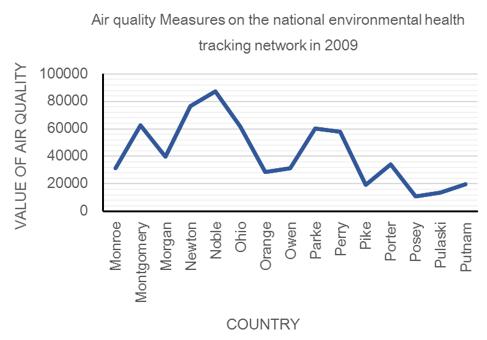 Air quality Measures on the national environmental health
tracking network in 2009
VALUE OF AIR QUALITY
100000
80000
60000
40000
20000
0
Monroe
Montgomery
Morgan
Newton
Noble
Ohio
Orange
Owen
Parke
Perry
Pike
Porter
Posey
Pulaski
Putnam
COUNTRY